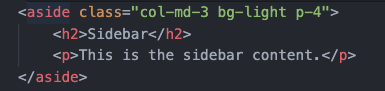 <aside class="col-md-3 bg-light p-4">
    <h2>Sidebar</h2>
    <p>This is the sidebar content.</p>
</aside>